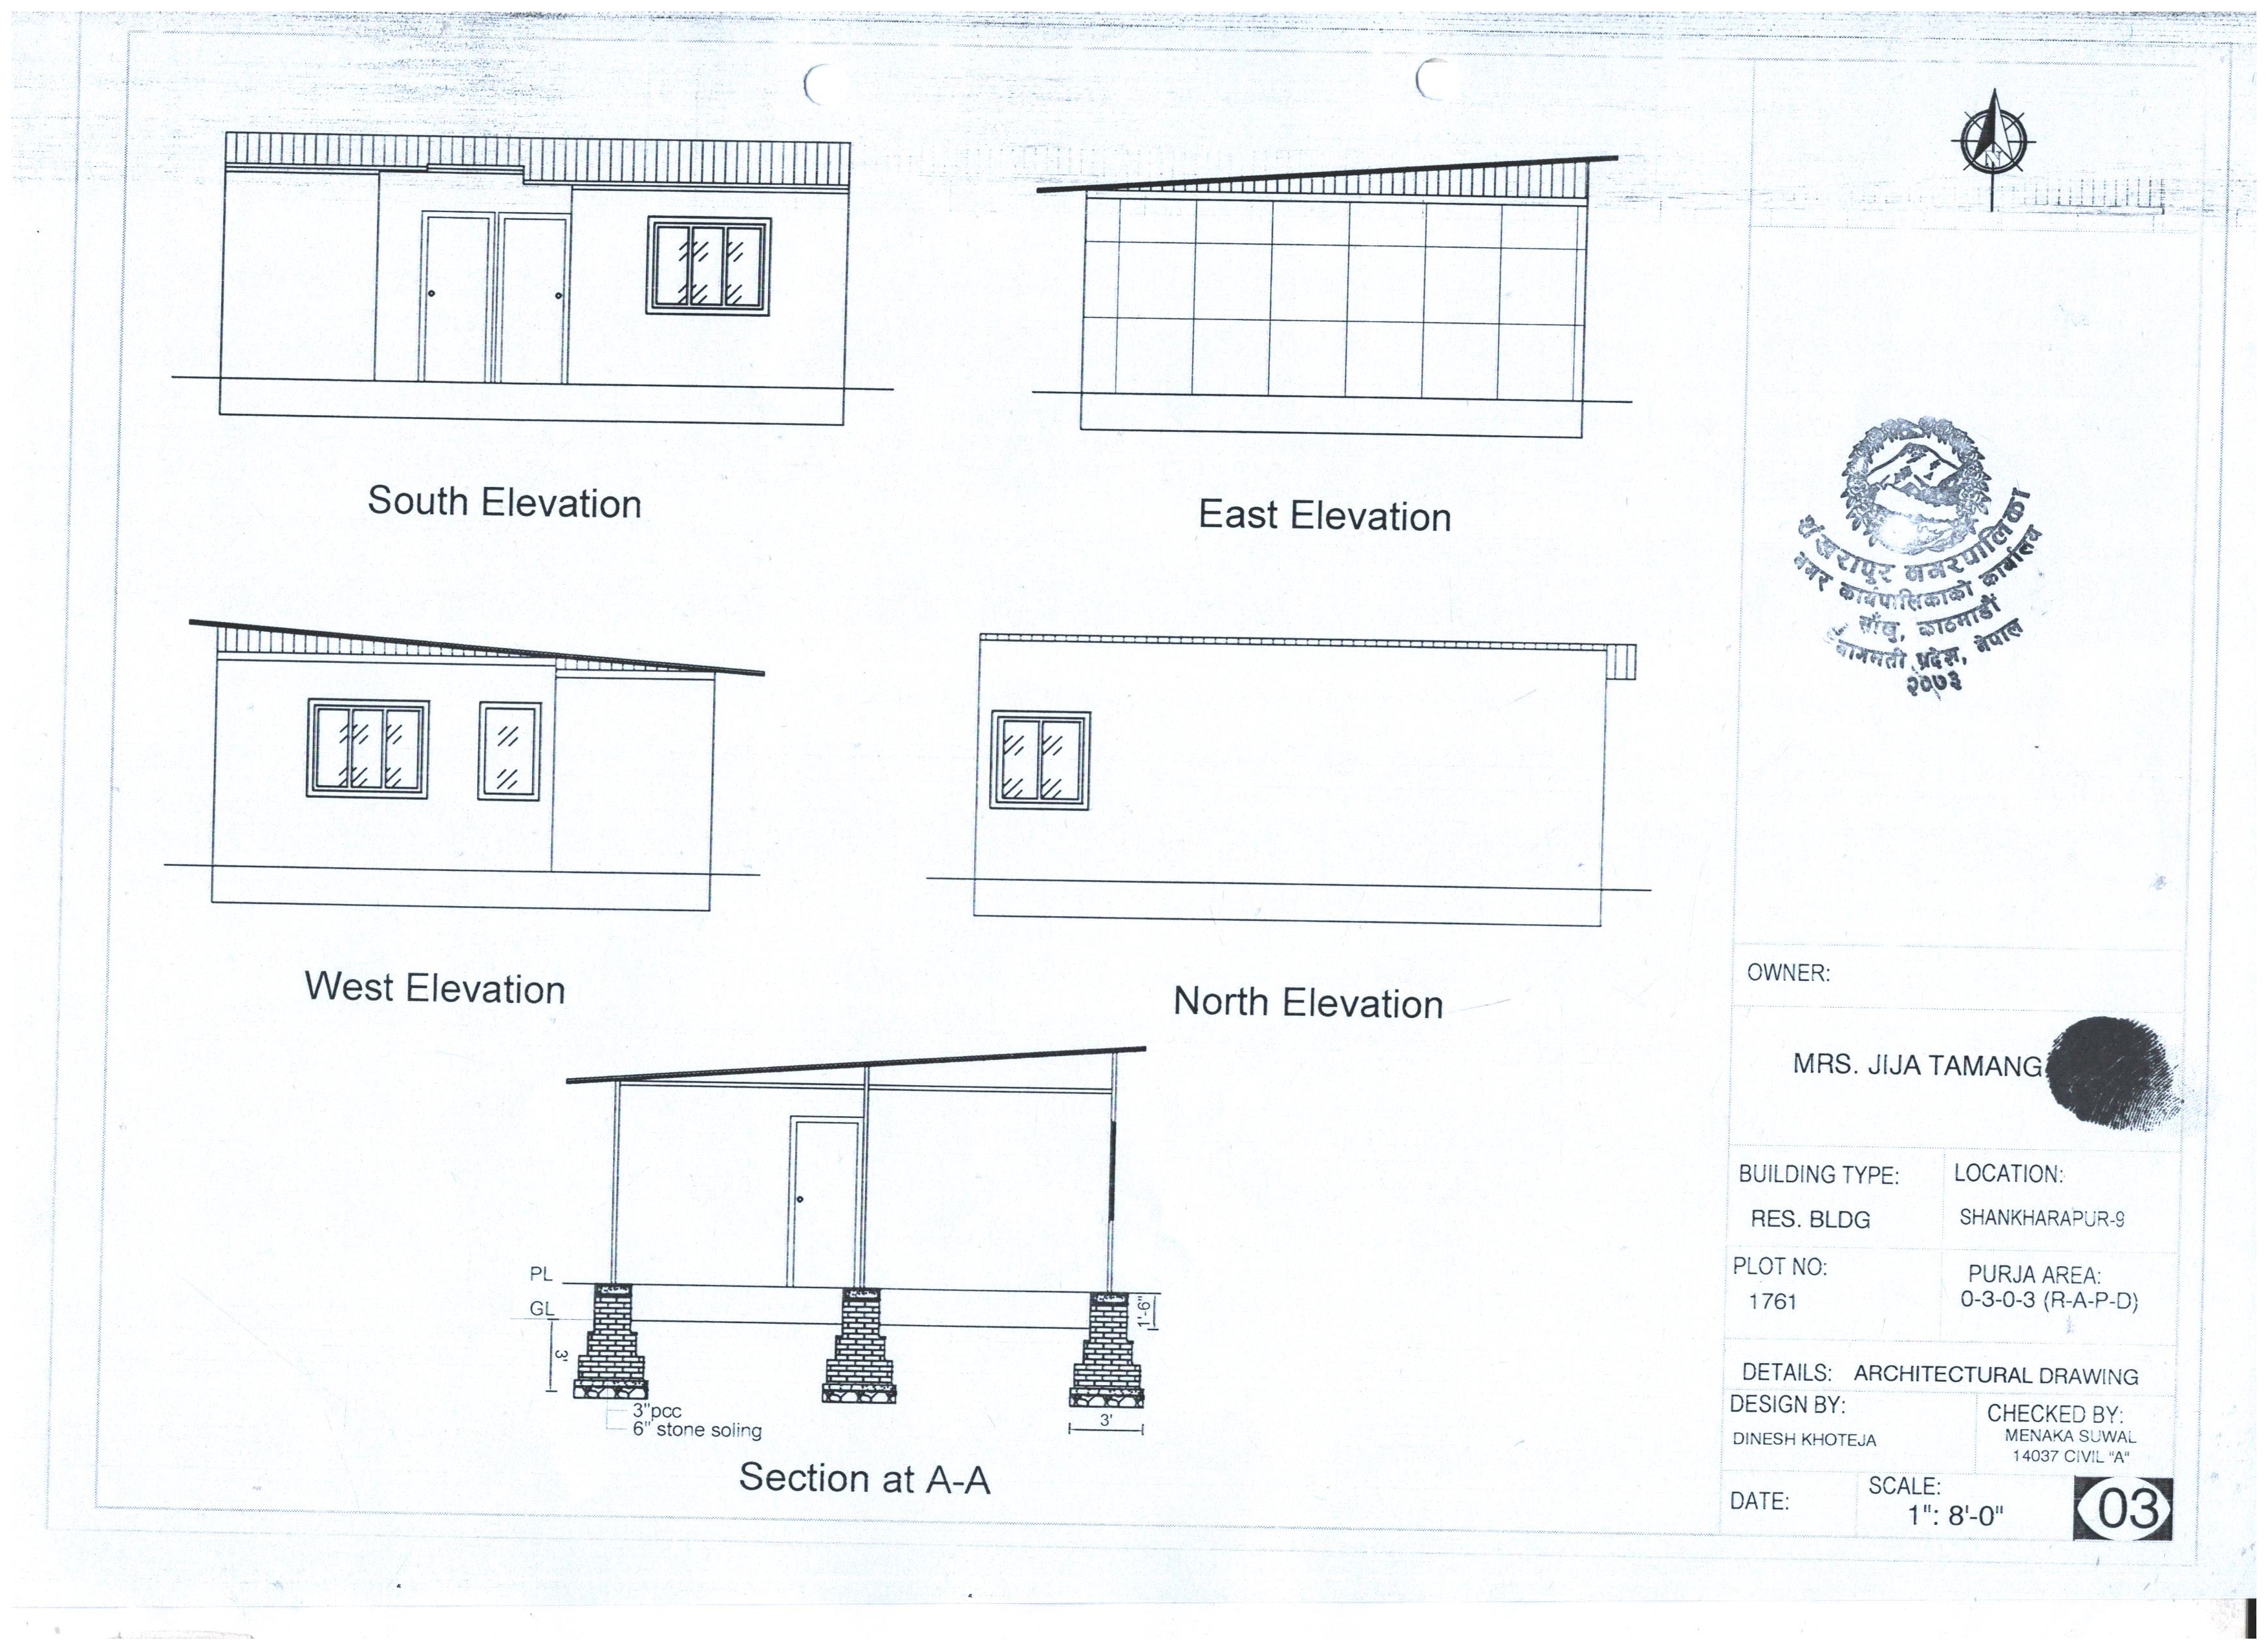 South Elevation
East Elevation
West Elevation
North Elevation
PL
GL
3'
1'-6"
3"pcc
6" stone soling
3'
Section at A-A
N
शंखरापुर नगरपालिका
नगर कार्यपालिकाको कार्यालय
साँखु, काठमाडौं
बागमती प्रदेश, नेपाल
२०७३
OWNER:
MRS. JIJA TAMANG
BUILDING TYPE:
RES. BLDG
LOCATION:
SHANKHARAPUR-9
PLOT NO:
1761
PURJA AREA:
0-3-0-3 (R-A-P-D)
DETAILS: ARCHITECTURAL DRAWING
DESIGN BY:
DINESH KHOTEJA
CHECKED BY:
MENAKA SUWAL
14037 CIVIL "A"
DATE:
SCALE:
1": 8'-0"
03